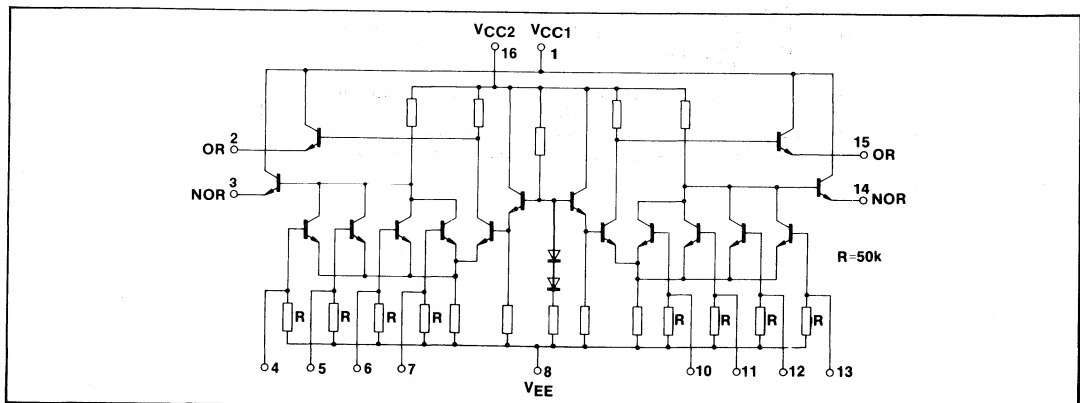 VCC2 VCC1
16 1
2 15
OR OR
3 14
NOR NOR
R=50k
R R R R R R R R
4 5 6 7 8 10 11 12 13
VEE